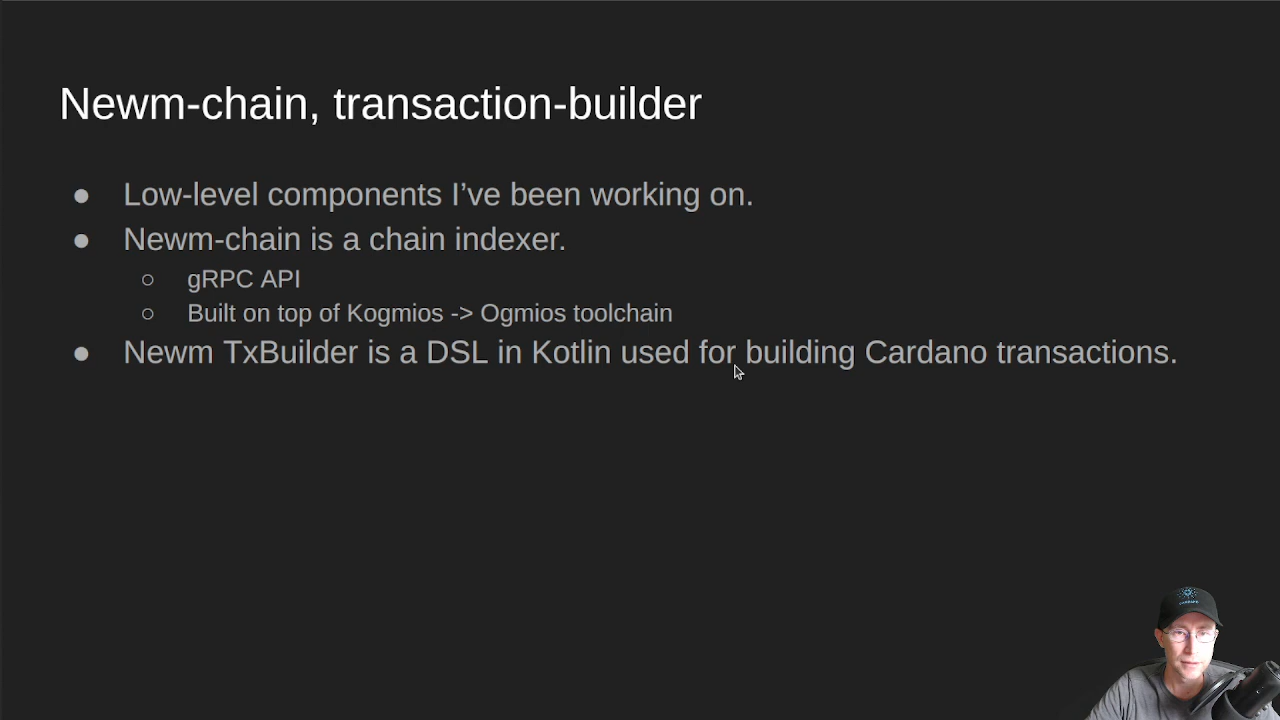 Newm-chain, transaction-builder
● Low-level components I’ve been working on.
● Newm-chain is a chain indexer.
○ gRPC API
○ Built on top of Kogmios -> Ogmios toolchain
● Newm TxBuilder is a DSL in Kotlin used for building Cardano transactions.